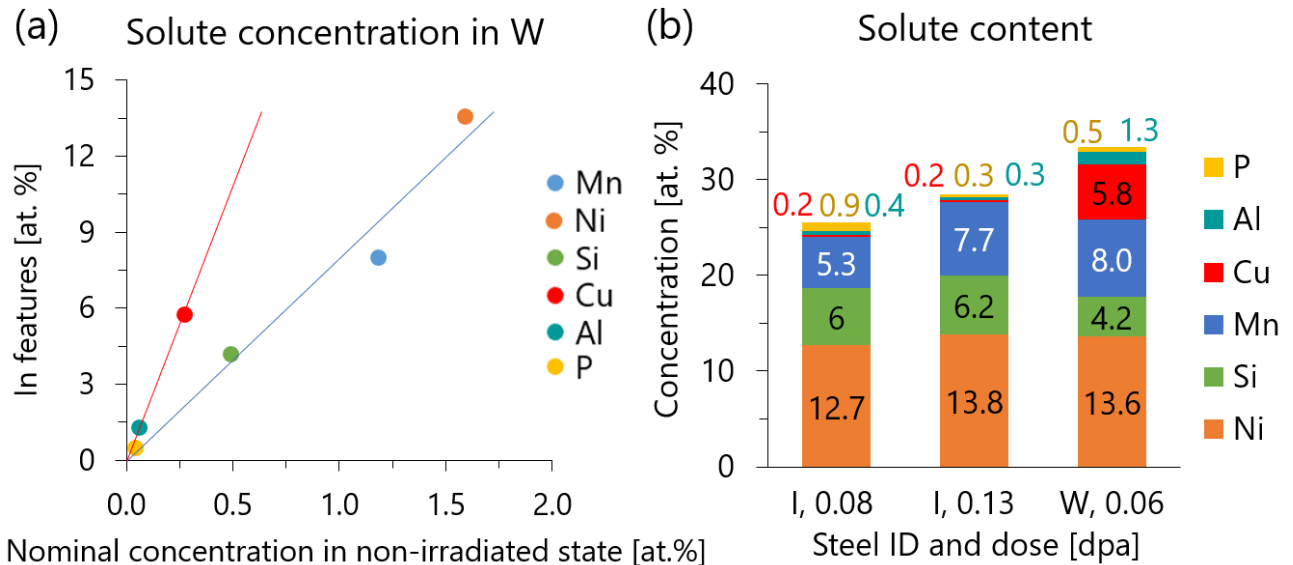 (a) Solute concentration in W
15
12
9
6
3
0
In features [at. %]
0.0 0.5 1.0 1.5 2.0
Nominal concentration in non-irradiated state [at.%]
Mn
Ni
Si
Cu
Al
P
(b) Solute content
40
30
20
10
0
Concentration [at. %]
0.2 0.9 0.4
5.3
6
12.7
0.2 0.3 0.3
7.7
6.2
13.8
0.5 1.3
5.8
8.0
4.2
13.6
I, 0.08 I, 0.13 W, 0.06
Steel ID and dose [dpa]
P
Al
Cu
Mn
Si
Ni